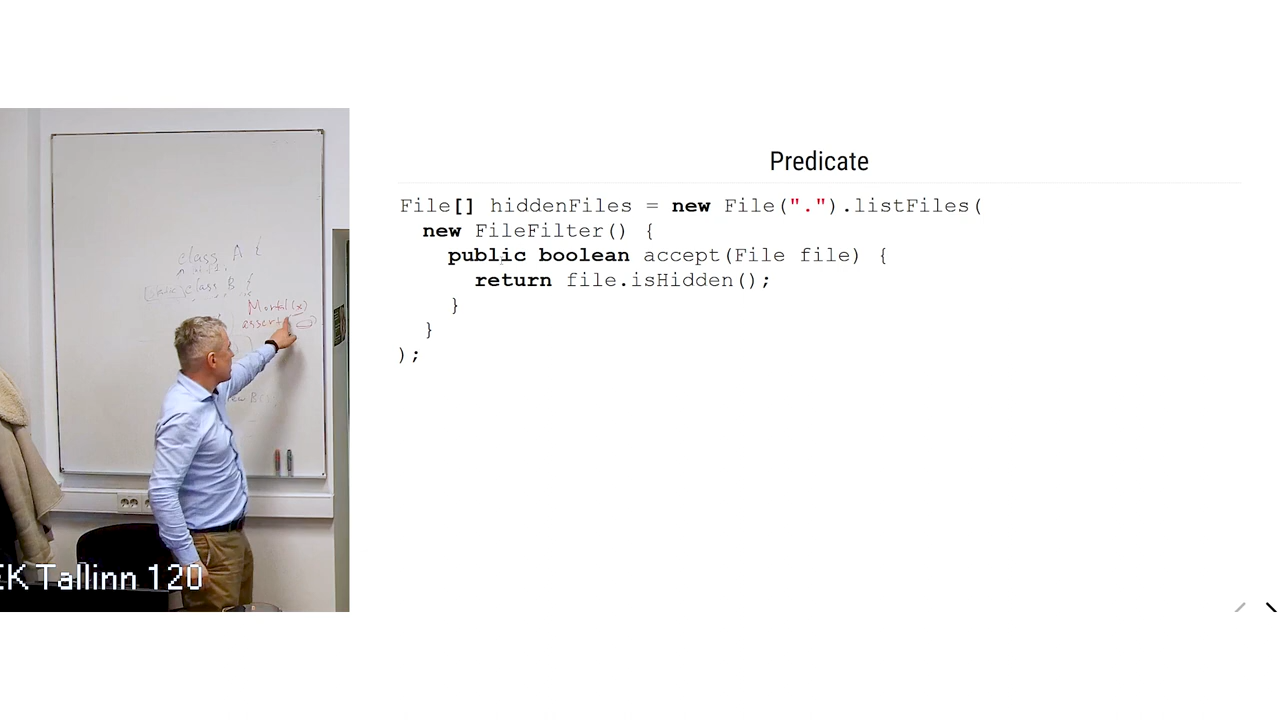 class A {
class B {
Mortal(x)
assert
EK Tallinn 120
Predicate
File[] hiddenFiles = new File(".").listFiles(
new FileFilter() {
public boolean accept(File file) {
return file.isHidden();
}
}
);